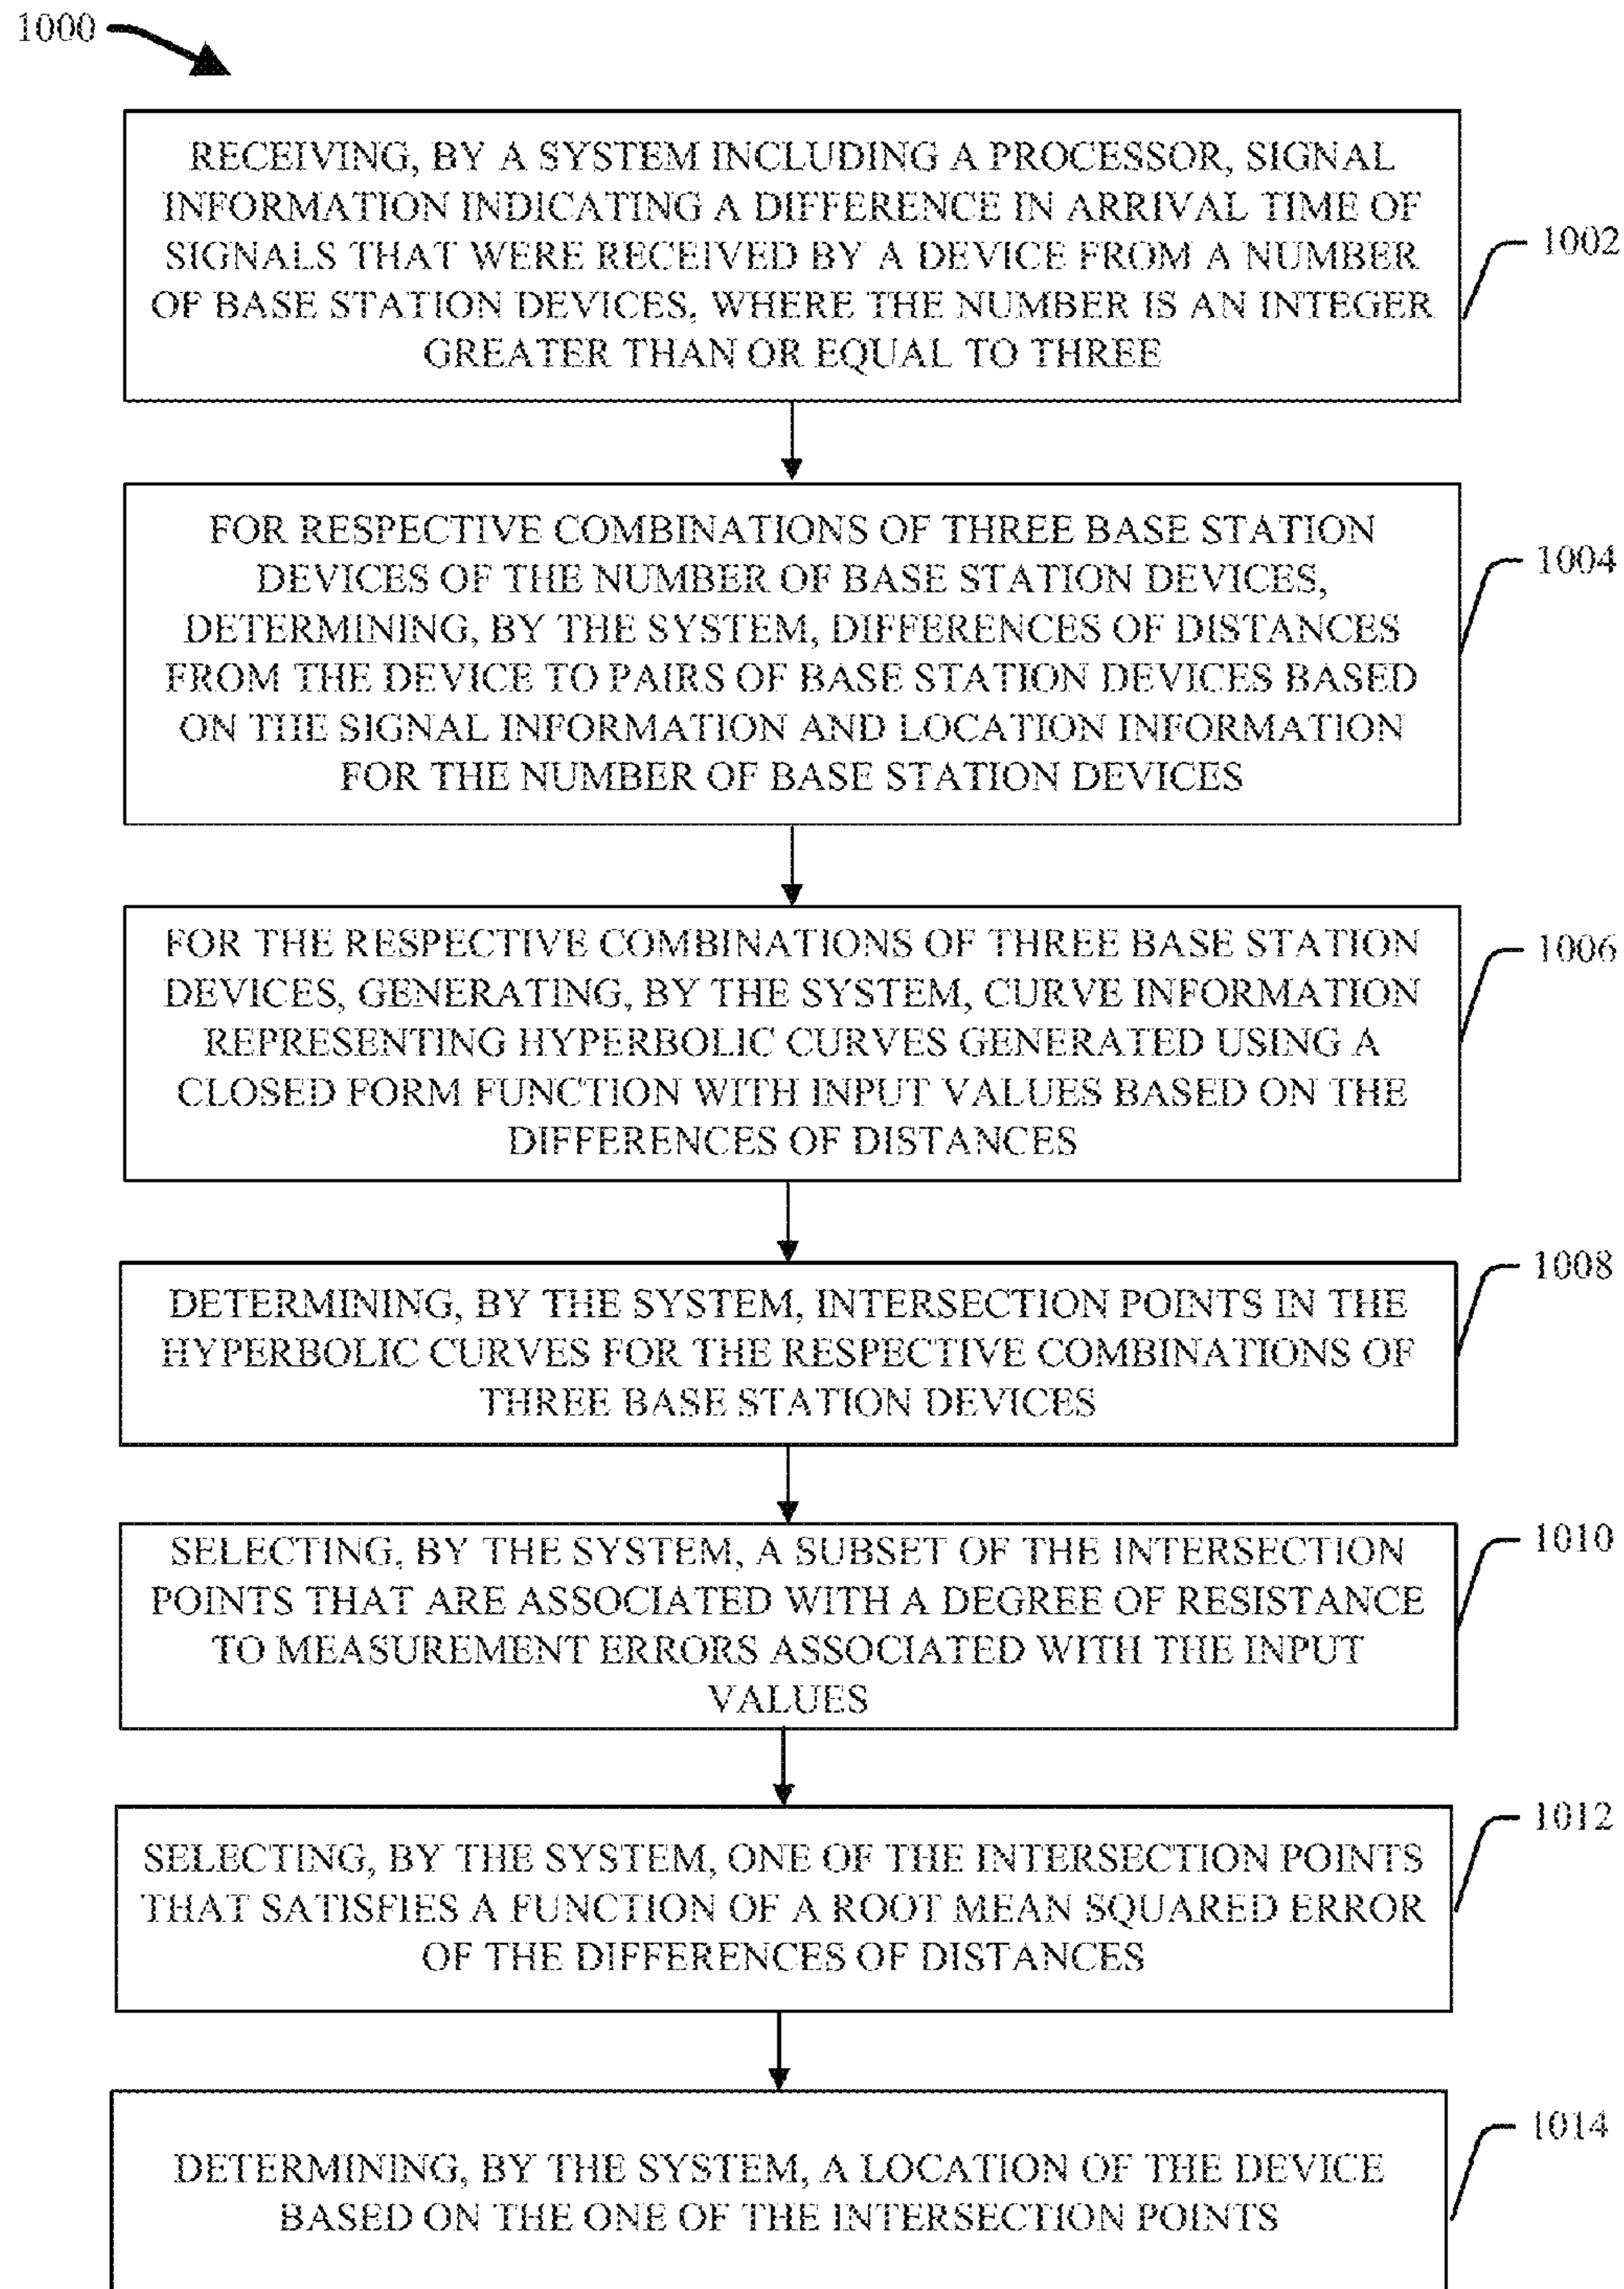 1000
RECEIVING, BY A SYSTEM INCLUDING A PROCESSOR, SIGNAL
INFORMATION INDICATING A DIFFERENCE IN ARRIVAL TIME OF
SIGNALS THAT WERE RECEIVED BY A DEVICE FROM A NUMBER
OF BASE STATION DEVICES, WHERE THE NUMBER IS AN INTEGER
GREATER THAN OR EQUAL TO THREE
1002
FOR RESPECTIVE COMBINATIONS OF THREE BASE STATION
DEVICES OF THE NUMBER OF BASE STATION DEVICES,
DETERMINING, BY THE SYSTEM, DIFFERENCES OF DISTANCES
FROM THE DEVICE TO PAIRS OF BASE STATION DEVICES BASED
ON THE SIGNAL INFORMATION AND LOCATION INFORMATION
FOR THE NUMBER OF BASE STATION DEVICES
1004
FOR THE RESPECTIVE COMBINATIONS OF THREE BASE STATION
DEVICES, GENERATING, BY THE SYSTEM, CURVE INFORMATION
REPRESENTING HYPERBOLIC CURVES GENERATED USING A
CLOSED FORM FUNCTION WITH INPUT VALUES BASED ON THE
DIFFERENCES OF DISTANCES
1006
DETERMINING, BY THE SYSTEM, INTERSECTION POINTS IN THE
HYPERBOLIC CURVES FOR THE RESPECTIVE COMBINATIONS OF
THREE BASE STATION DEVICES
1008
SELECTING, BY THE SYSTEM, A SUBSET OF THE INTERSECTION
POINTS THAT ARE ASSOCIATED WITH A DEGREE OF RESISTANCE
TO MEASUREMENT ERRORS ASSOCIATED WITH THE INPUT
VALUES
1010
SELECTING, BY THE SYSTEM, ONE OF THE INTERSECTION POINTS
THAT SATISFIES A FUNCTION OF A ROOT MEAN SQUARED ERROR
OF THE DIFFERENCES OF DISTANCES
1012
DETERMINING, BY THE SYSTEM, A LOCATION OF THE DEVICE
BASED ON THE ONE OF THE INTERSECTION POINTS
1014